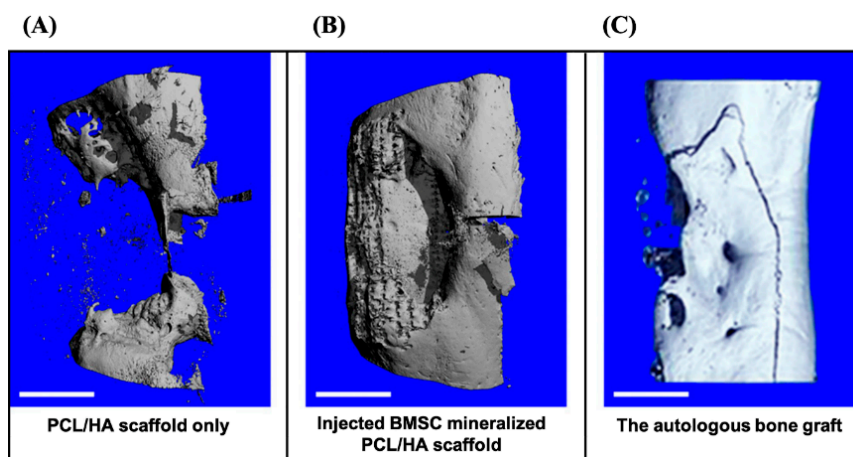 (A)
(B)
(C)
PCL/HA scaffold only
Injected BMSC mineralized
PCL/HA scaffold
The autologous bone graft